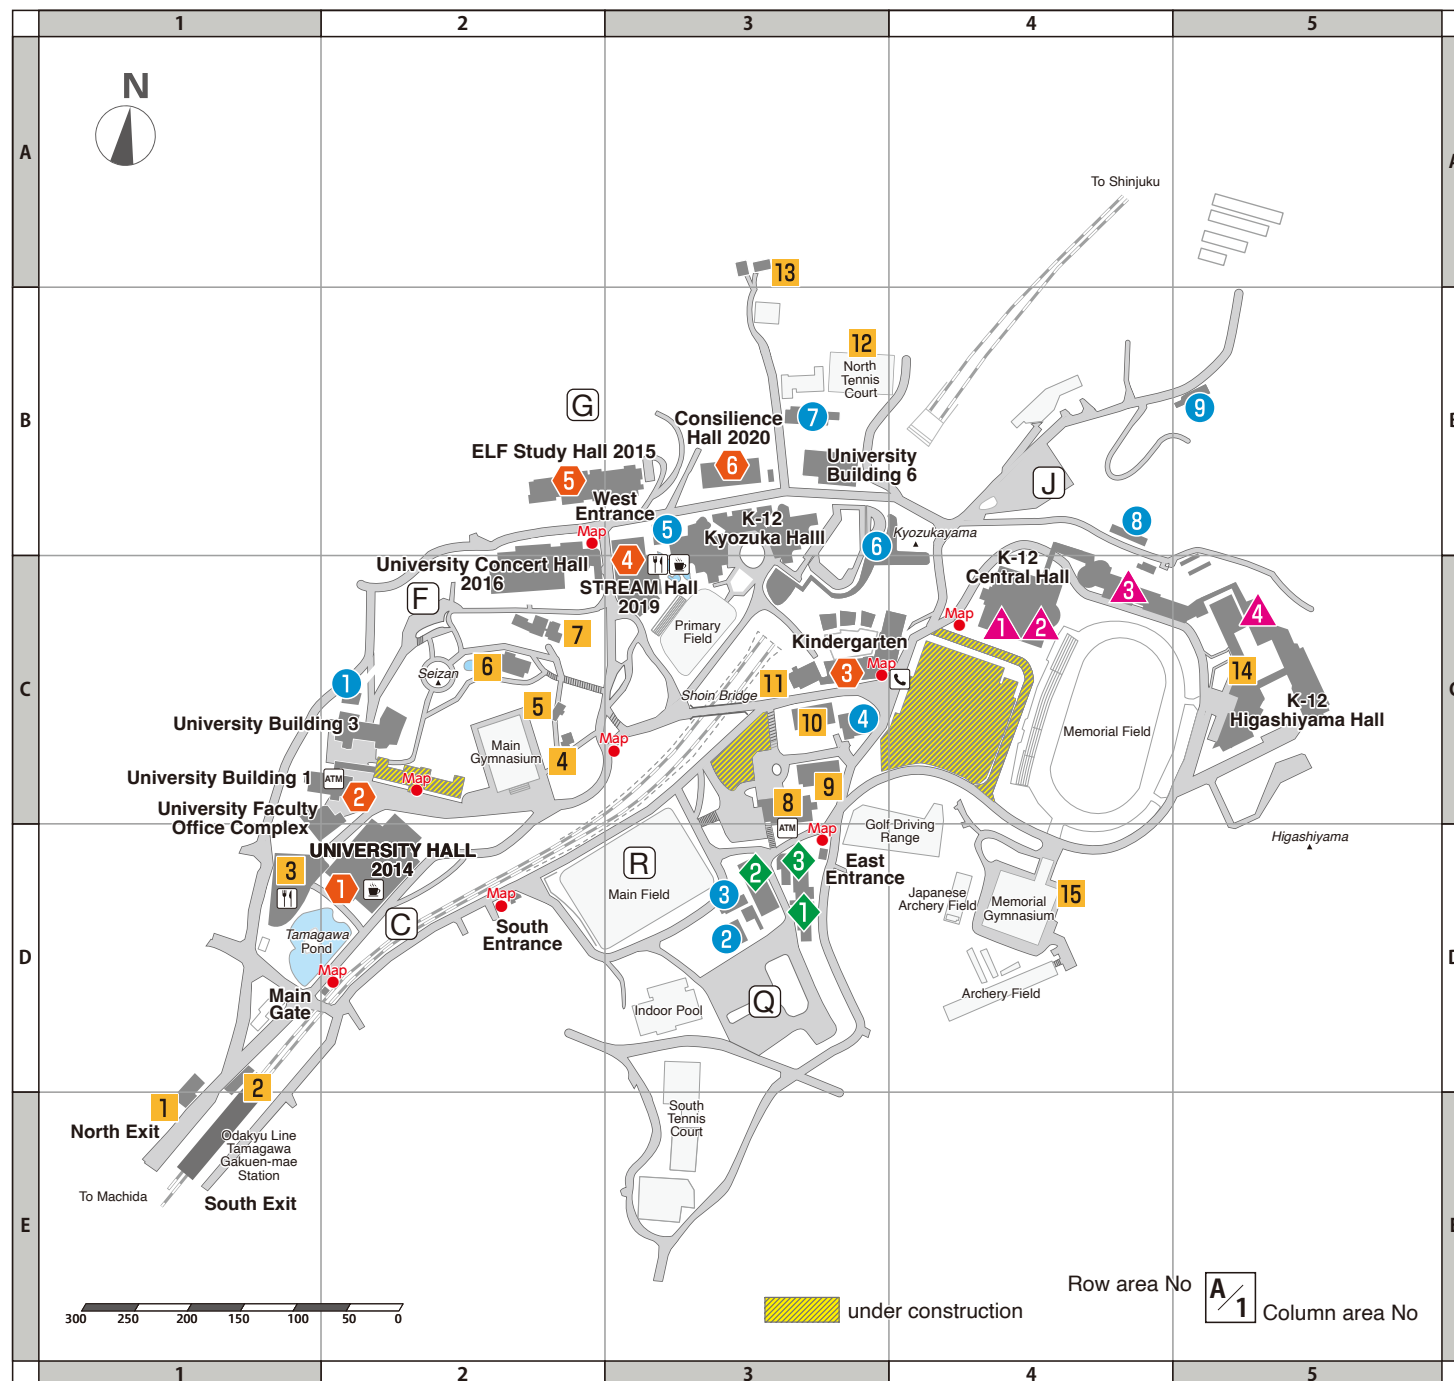 1 2 3 4 5
N
A
A
To Shinjuku
13
12
North
Tennis
Court
G
7
9
B
Consilience
Hall 2020
ELF Study Hall 2015
6
University
Building 6
5
J
West
Entrance
K-12
Kyozuka Halll
5
8
Map
Kyozukayama
6
4
K-12
Central Hall
University Concert Hall
2016
STREAM Hall
2019
F
3
4
Map
Primary
Field
1
2
7
Kindergarten
6
Seizan
Map
3
11
14
1
Shoin Bridge
5
K-12
Higashiyama Hall
University Building 3
10
4
C
Memorial Field
Main
Gymnasium
Map
4
University Building 1
ATM
Map
2
9
8
University Faculty
Office Complex
ATM
Map
Golf Driving
Range
Higashiyama
UNIVERSITY HALL
2014
3
R
3
East
Entrance
2
1
Main Field
3
Japanese
Archery Field
Memorial
Gymnasium
15
Map
1
C
South
Entrance
2
Tamagawa
Pond
D
Map
Main
Gate
Q
Archery Field
Indoor Pool
2
1
North Exit
South
Tennis
Court
Odakyu Line
Tamagawa
Gakuen-mae
Station
To Machida
South Exit
E
Row area No
A/1
Column area No
under construction
300 250 200 150 100 50 0
1 2 3 4 5